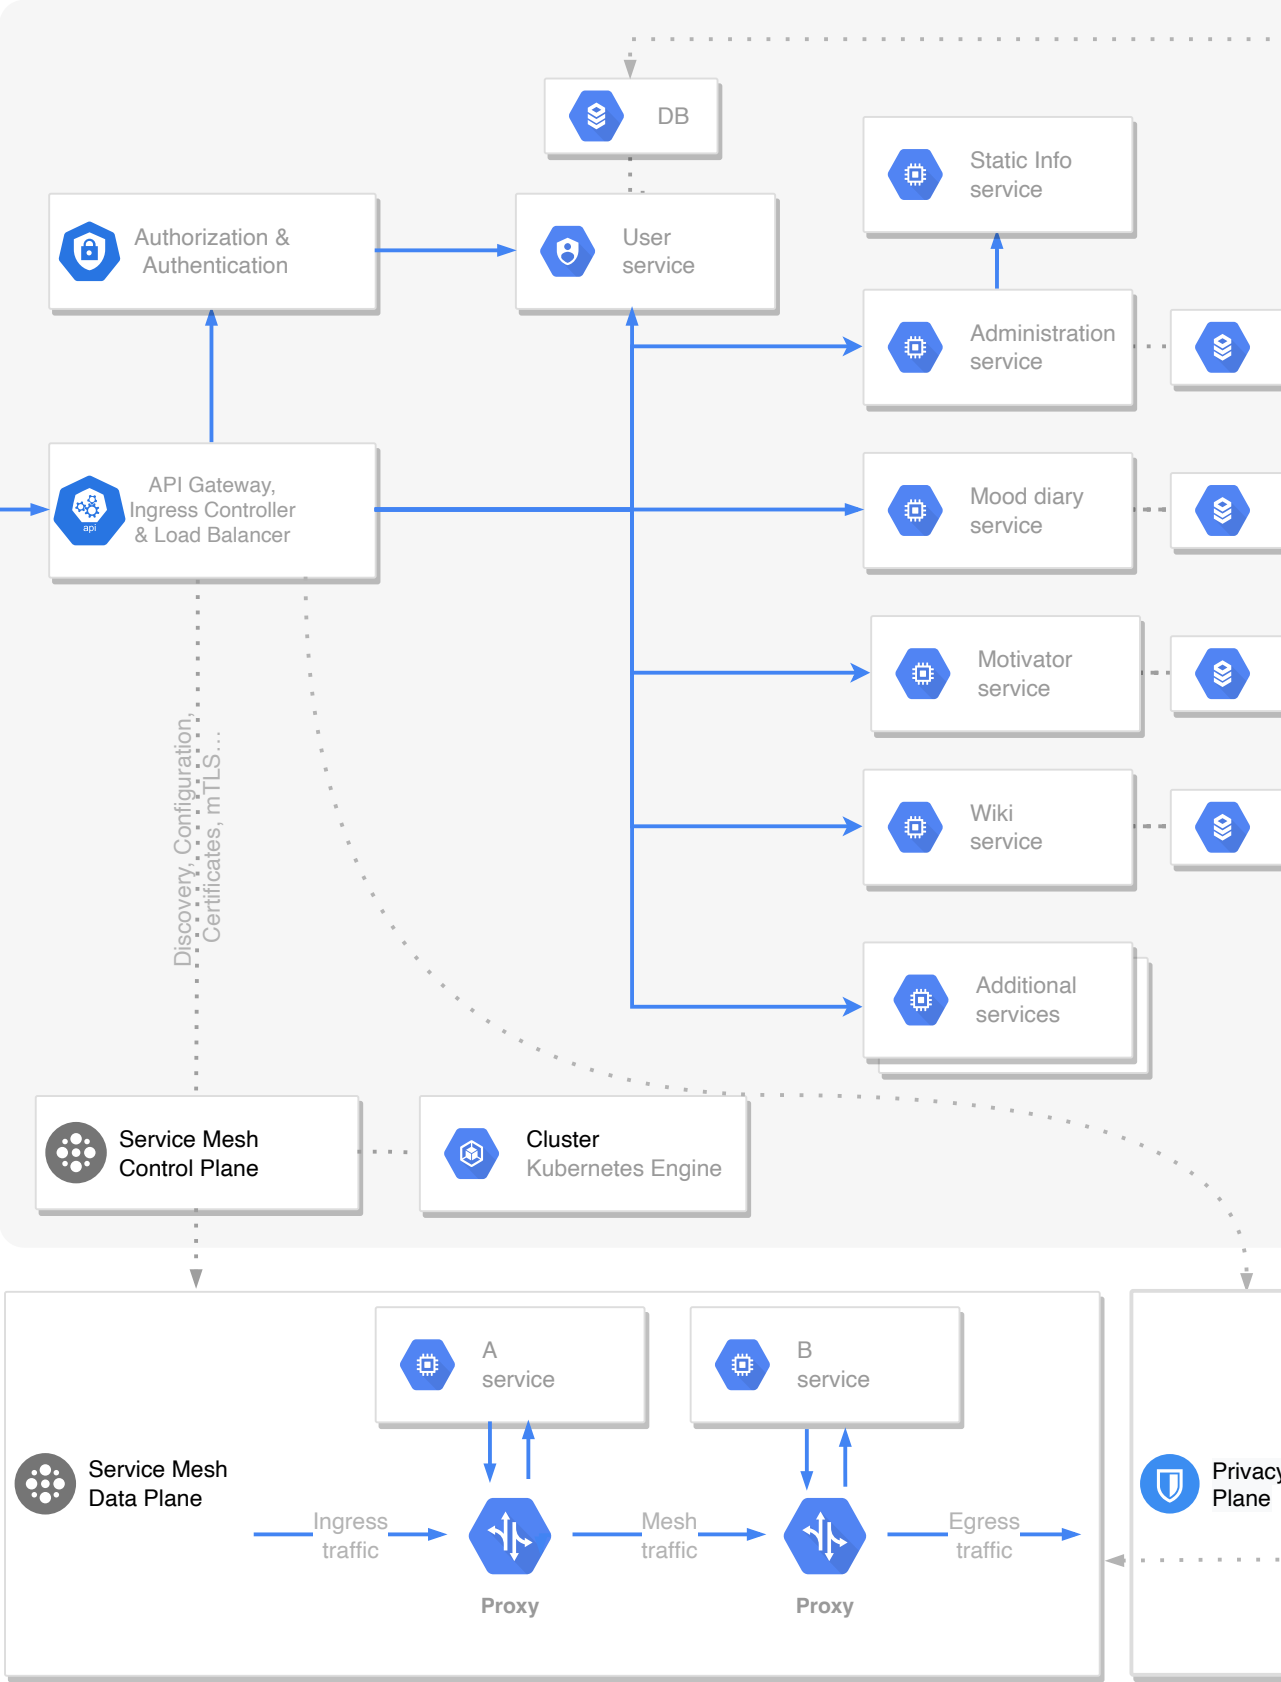 DB
Static Info
service
Authorization &
Authentication
User
service
Administration
service
API Gateway,
Ingress Controller
& Load Balancer
api
Mood diary
service
Motivator
service
Discovery, Configuration,
Certificates, mTLS...
Wiki
service
Additional
services
Service Mesh
Control Plane
Cluster
Kubernetes Engine
A
service
B
service
Service Mesh
Data Plane
Privacy
Plane
Ingress
traffic
Mesh
traffic
Egress
traffic
Proxy
Proxy